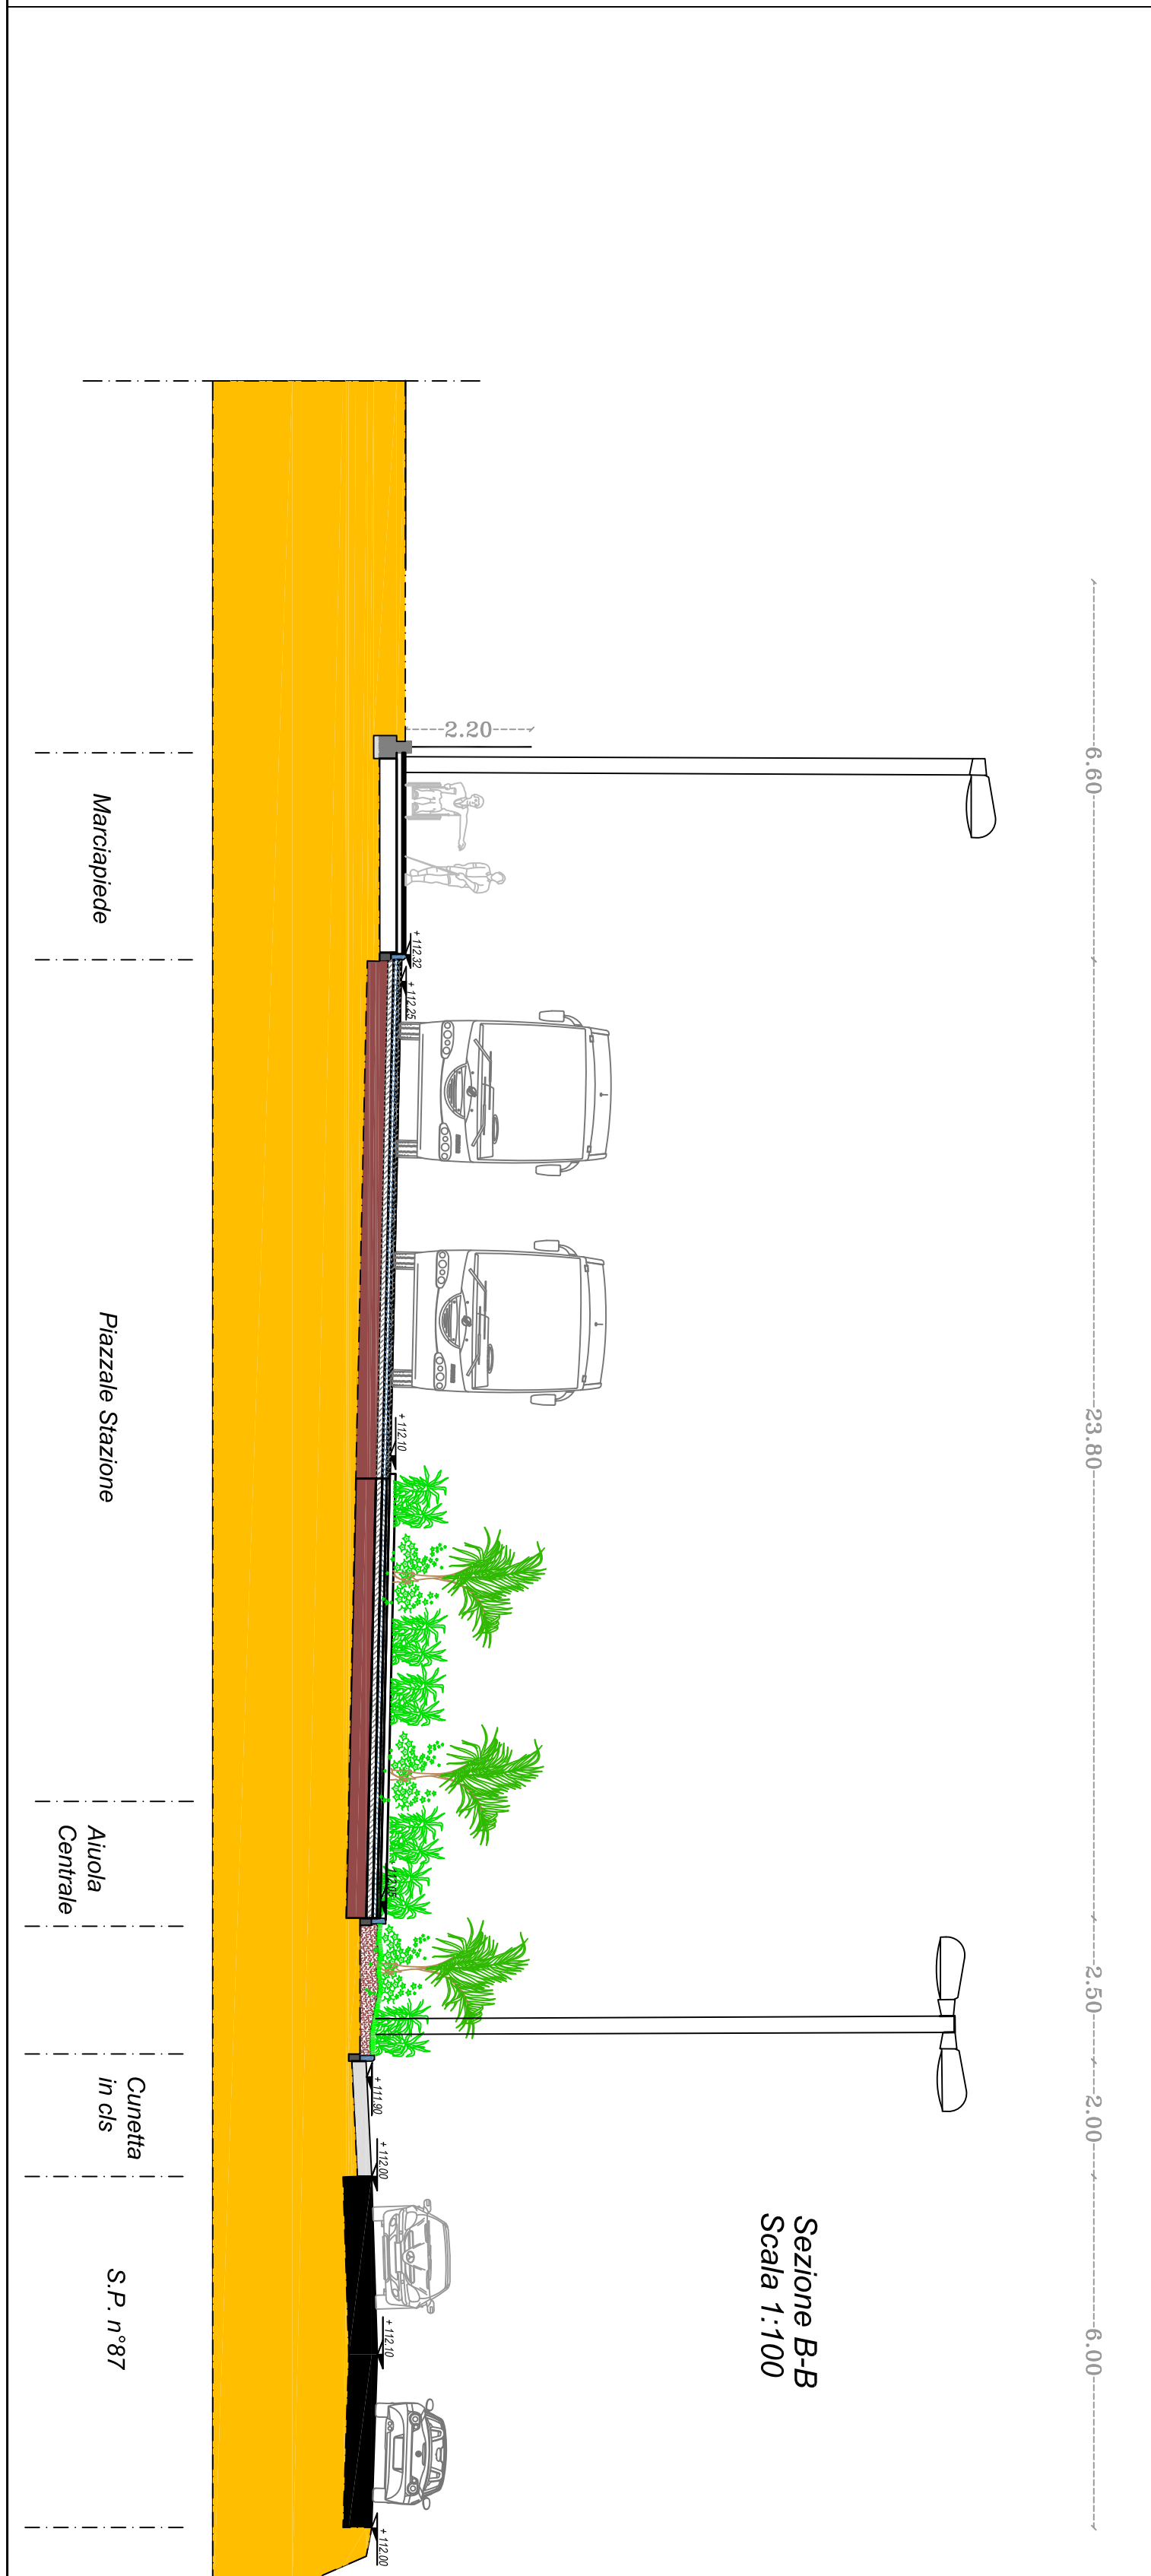 Sezione B-B
Scala 1:100
6.60
23.80
2.50
2.00
6.00
2.20
+ 112.32
+ 112.25
+ 112.10
+ 111.90
+ 112.00
+ 112.10
+ 112.00
Marciapiede
Piazzale Stazione
Aiuola
Centrale
Cunetta
in cls
S.P. n°87